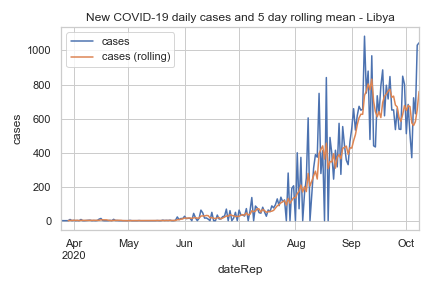 New COVID-19 daily cases and 5 day rolling mean - Libya
cases
cases (rolling)
1000
800
600
400
200
0
cases
Apr
2020
May
Jun
Jul
Aug
Sep
Oct
dateRep